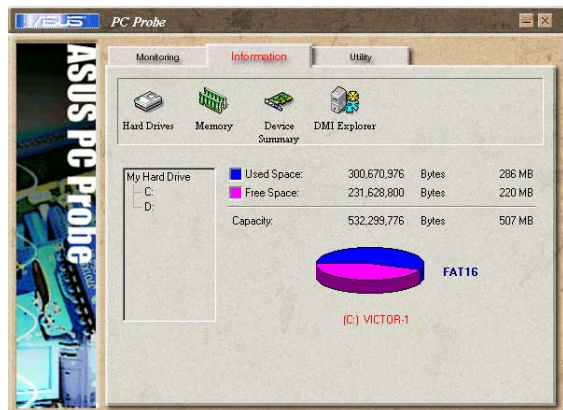 ASUS PC Probe
ASUS PC Probe
Monitoring Information Utility
Hard Drives Memory Device Summary DMI Explorer
My Hard Drive
C:
D:
Used Space: 300,670,976 Bytes 286 MB
Free Space: 231,628,800 Bytes 220 MB
Capacity: 532,299,776 Bytes 507 MB
FAT16
(C:) VICTOR-1